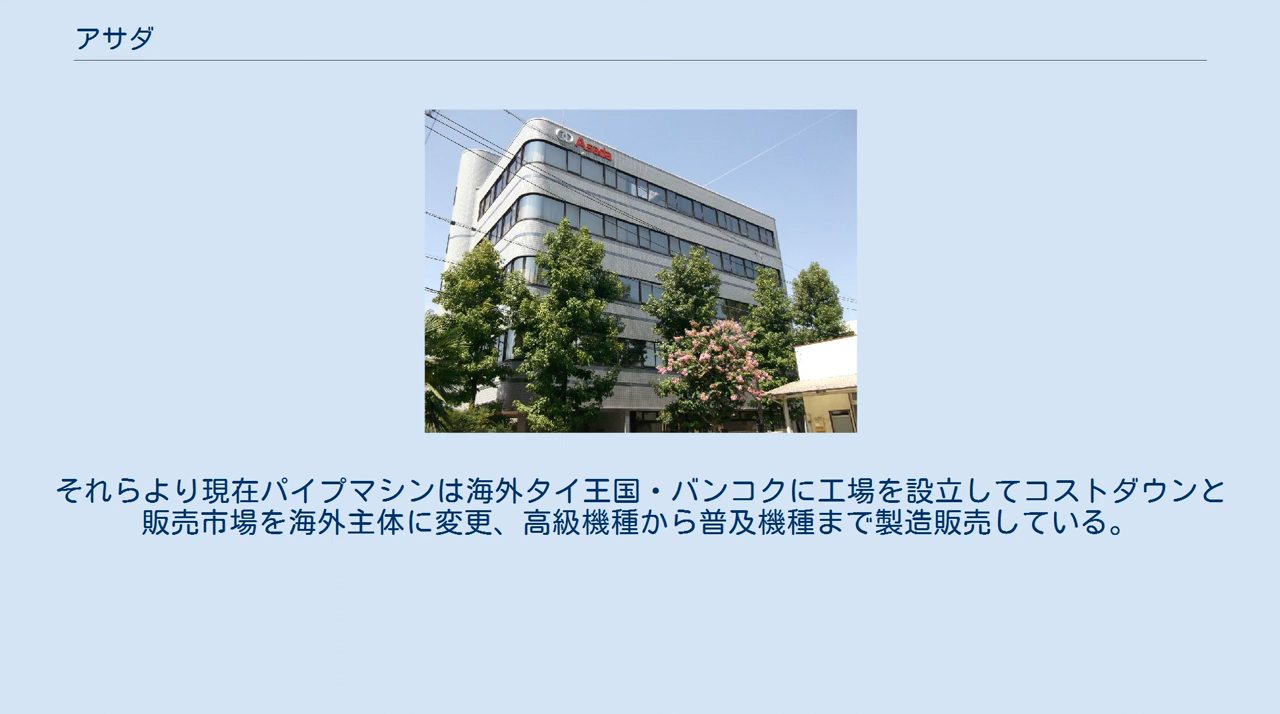 アサダ
Asada
それらより現在パイプマシンは海外タイ王国・バンコクに工場を設立してコストダウンと
販売市場を海外主体に変更、高級機種から普及機種まで製造販売している。